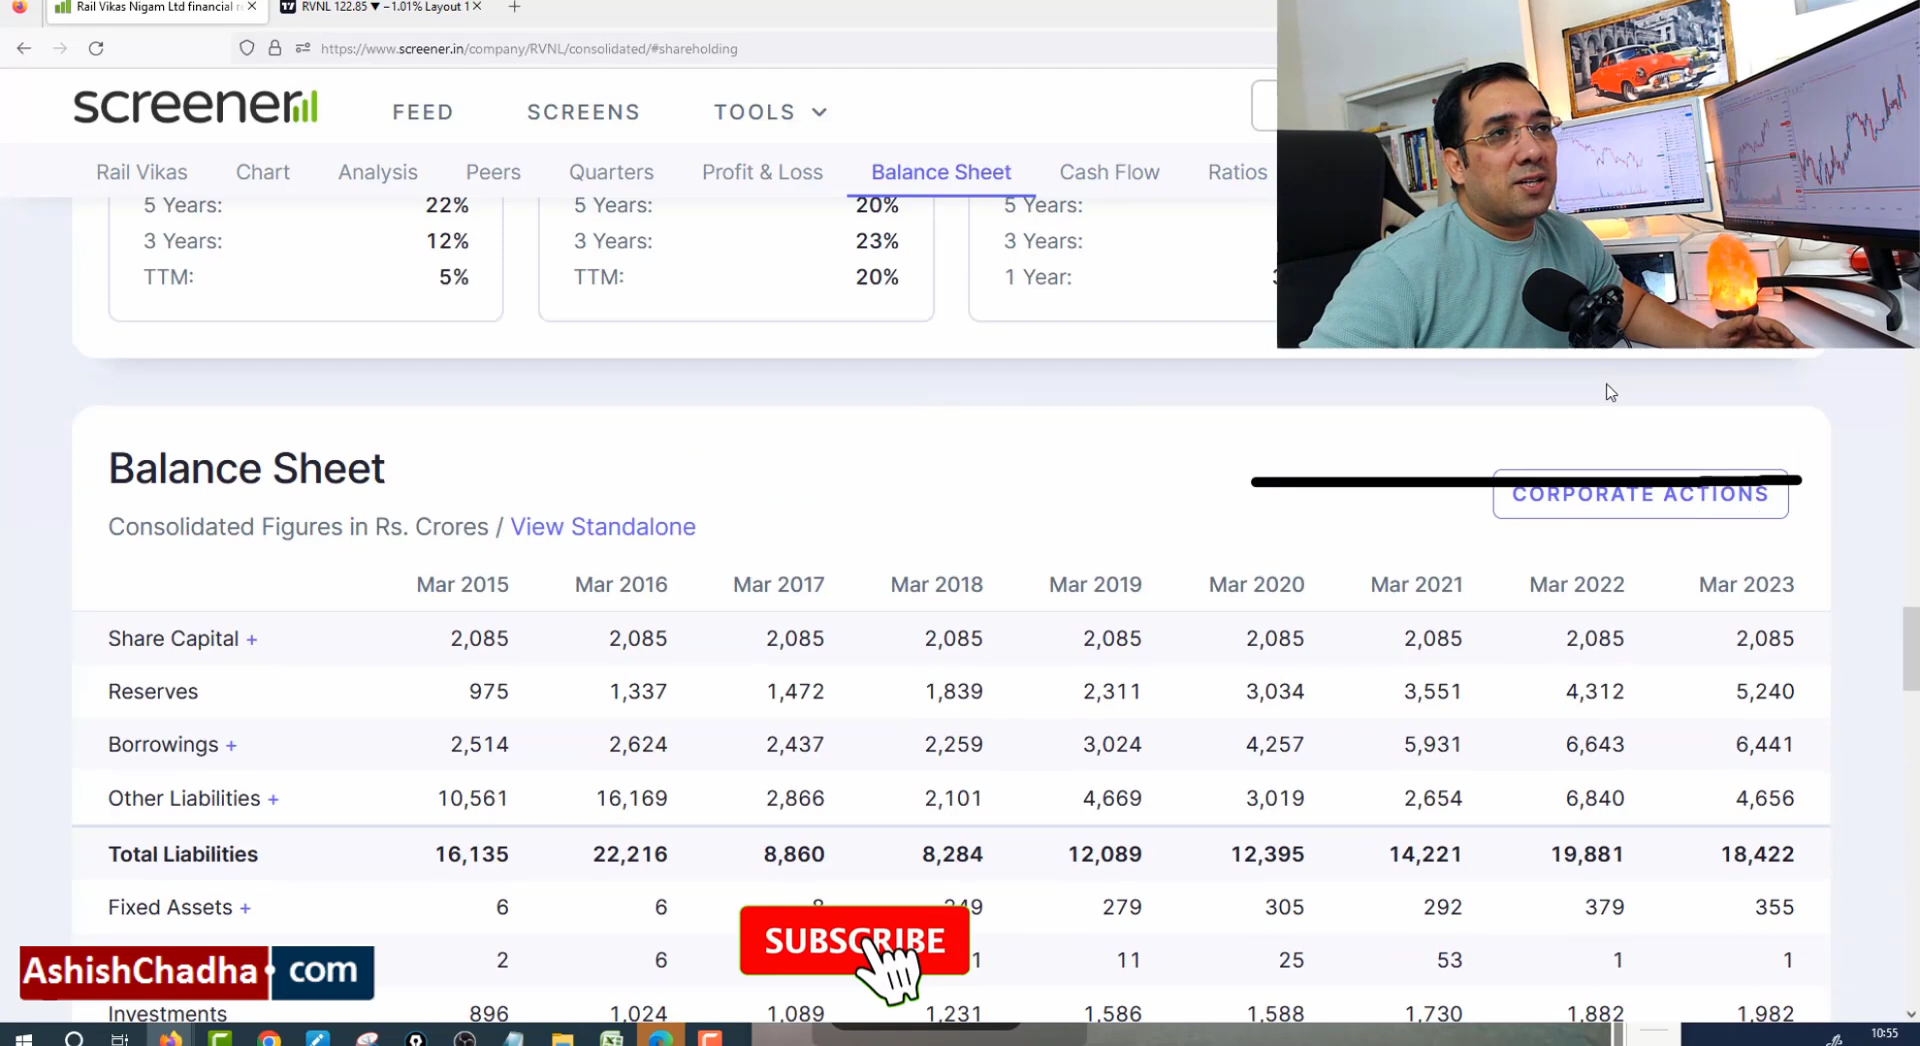 Rail Vikas Nigam Ltd financial r
RVNL 122.85 ▼ −1.01% Layout 1
https://www.screener.in/company/RVNL/consolidated/#shareholding
screener
FEED SCREENS TOOLS
Rail Vikas Chart Analysis Peers Quarters Profit & Loss Balance Sheet Cash Flow Ratios
5 Years: 22% 5 Years: 20% 5 Years:
3 Years: 12% 3 Years: 23% 3 Years:
TTM: 5% TTM: 20% 1 Year:
Balance Sheet
CORPORATE ACTIONS
Consolidated Figures in Rs. Crores / View Standalone
Mar 2015 Mar 2016 Mar 2017 Mar 2018 Mar 2019 Mar 2020 Mar 2021 Mar 2022 Mar 2023
Share Capital + 2,085 2,085 2,085 2,085 2,085 2,085 2,085 2,085 2,085
Reserves 975 1,337 1,472 1,839 2,311 3,034 3,551 4,312 5,240
Borrowings + 2,514 2,624 2,437 2,259 3,024 4,257 5,931 6,643 6,441
Other Liabilities + 10,561 16,169 2,866 2,101 4,669 3,019 2,654 6,840 4,656
Total Liabilities 16,135 22,216 8,860 8,284 12,089 12,395 14,221 19,881 18,422
Fixed Assets + 6 6 279 305 292 379 355
SUBSCRIBE
2 6 11 25 53 1 1
AshishChadha.com
Investments 896 1,024 1,089 1,231 1,586 1,588 1,730 1,882 1,982
10:55